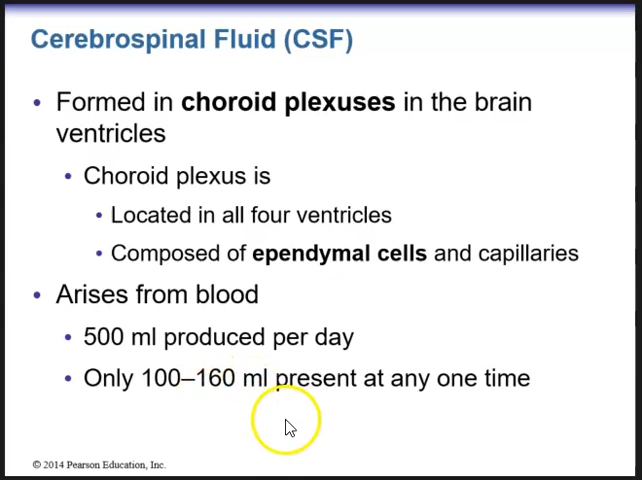 Cerebrospinal Fluid (CSF)
• Formed in choroid plexuses in the brain
ventricles
• Choroid plexus is
• Located in all four ventricles
• Composed of ependymal cells and capillaries
• Arises from blood
• 500 ml produced per day
• Only 100–160 ml present at any one time
© 2014 Pearson Education, Inc.